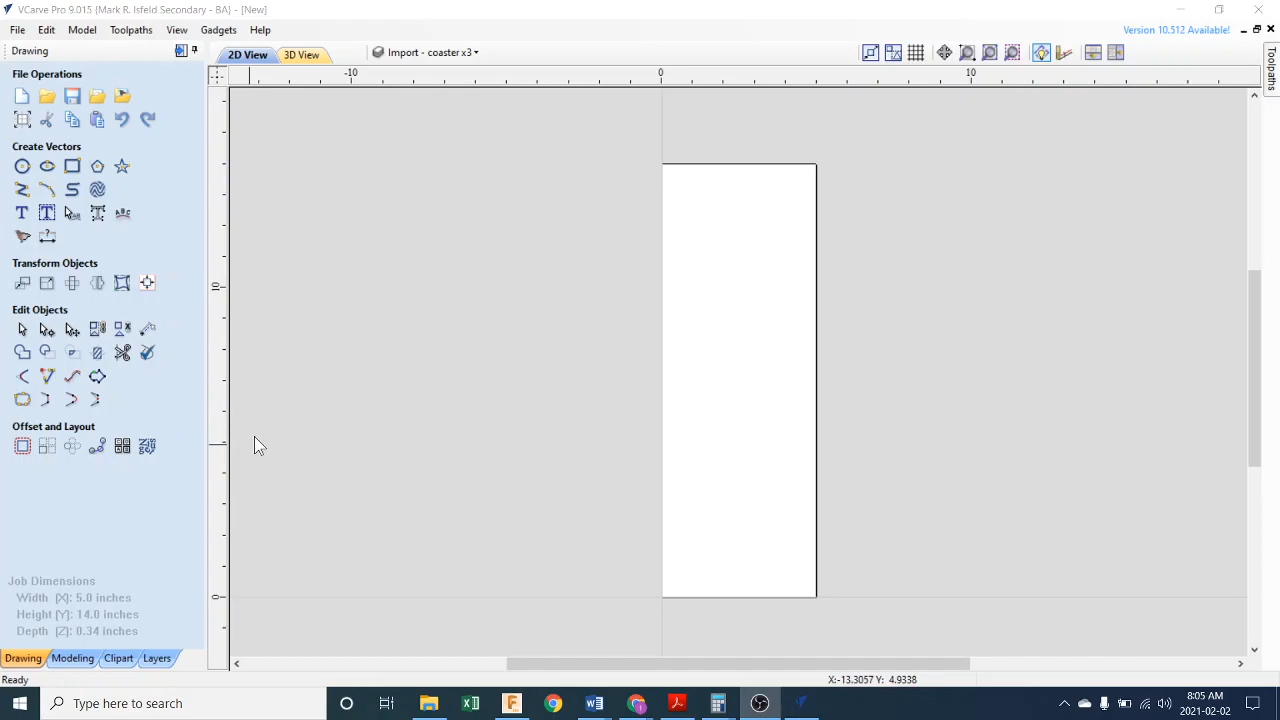 VCarve Pro 9.015 {Mark R. Isfeld Secondary - BA} - [New]
File Edit Model Toolpaths View Gadgets Help
Version 10.512 Available!
Drawing
2D View 3D View Import - coaster x3
Toolpaths
-10 0 10
File Operations
Create Vectors
Transform Objects
10
Edit Objects
Offset and Layout
Job Dimensions
Width (X): 5.0 inches
0
Height (Y): 14.0 inches
Depth (Z): 0.34 inches
Drawing Modeling Clipart Layers
Ready
X:-13.3057 Y: 4.9338
Type here to search
8:05 AM
2021-02-02